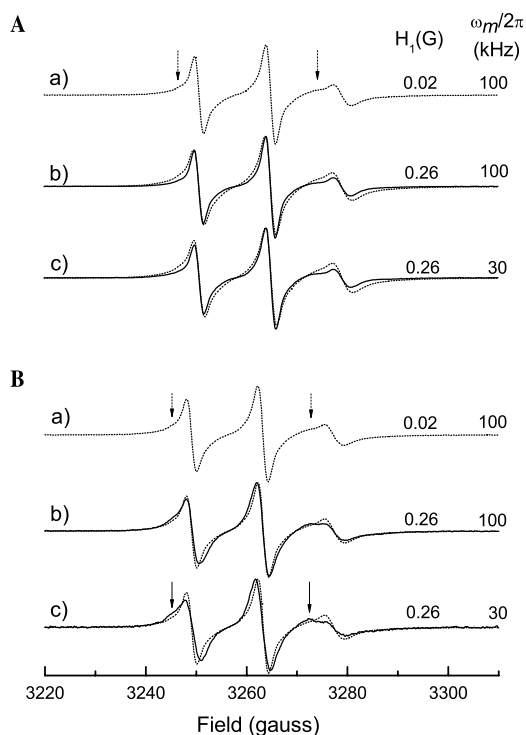 A
H₁(G) ωm/2π (kHz)
a) 0.02 100
b) 0.26 100
c) 0.26 30
B
a) 0.02 100
b) 0.26 100
c) 0.26 30
3220 3240 3260 3280 3300
Field (gauss)